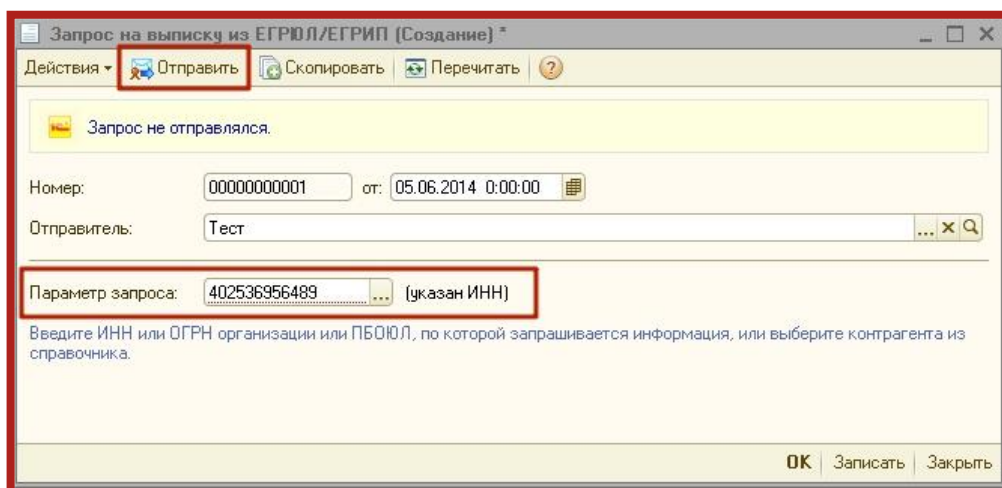 Запрос на выписку из ЕГРЮЛ/ЕГРИП (Создание) *
Действия Отправить Скопировать Перечитать ?
Запрос не отправлялся.
Номер: 00000000001 от: 05.06.2014 0:00:00
Отправитель: Тест ...
Параметр запроса: 402536956489 ... (указан ИНН)
Введите ИНН или ОГРН организации или ПБОЮЛ, по которой запрашивается информация, или выберите контрагента из
справочника.
OK Записать Закрыть